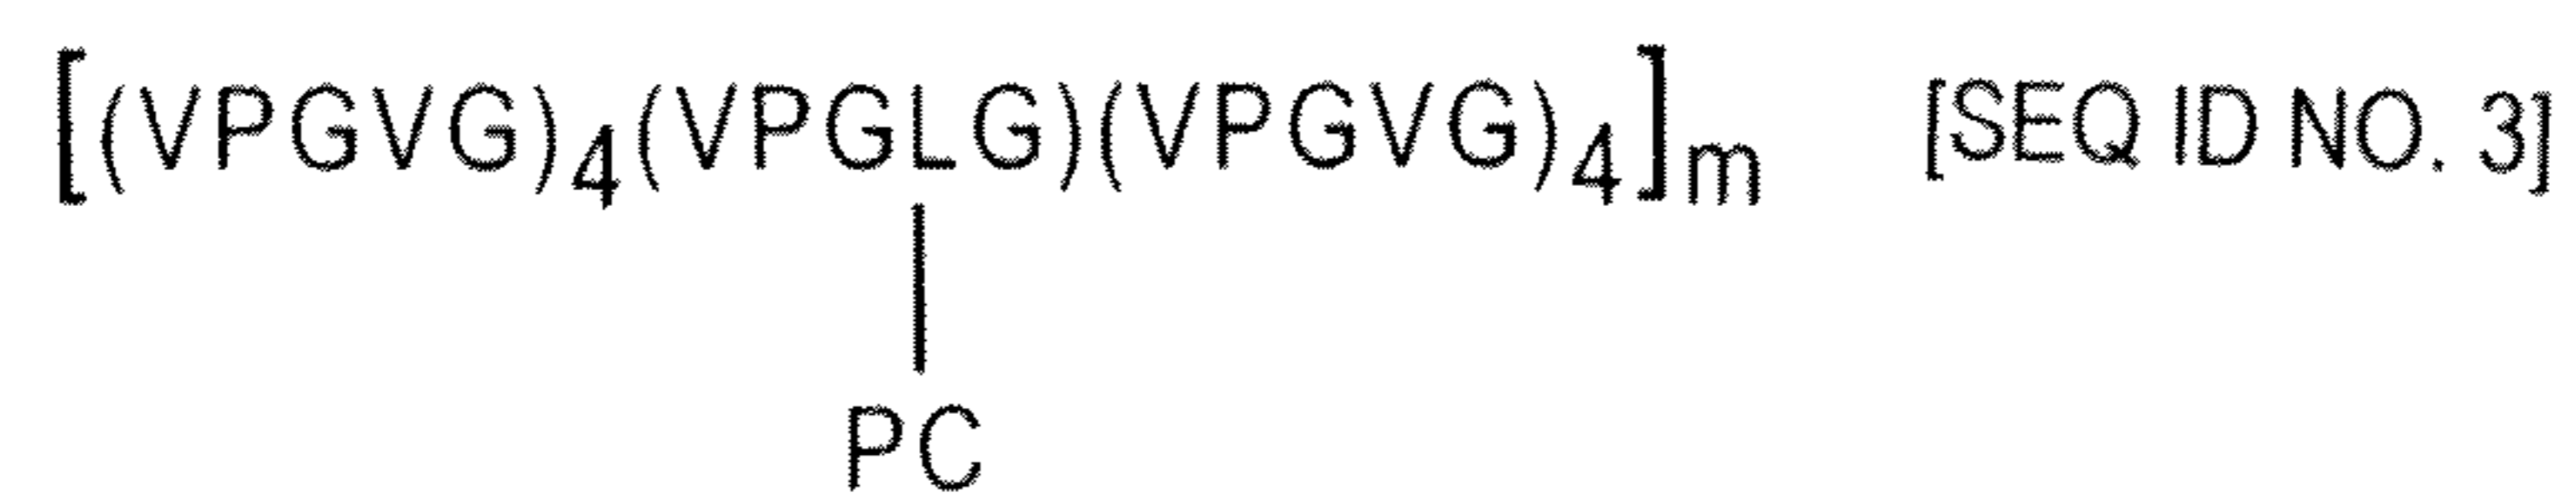 [(VPGVG)4(VPGLG)(VPGVG)4]m [SEQ ID NO. 3]
PC